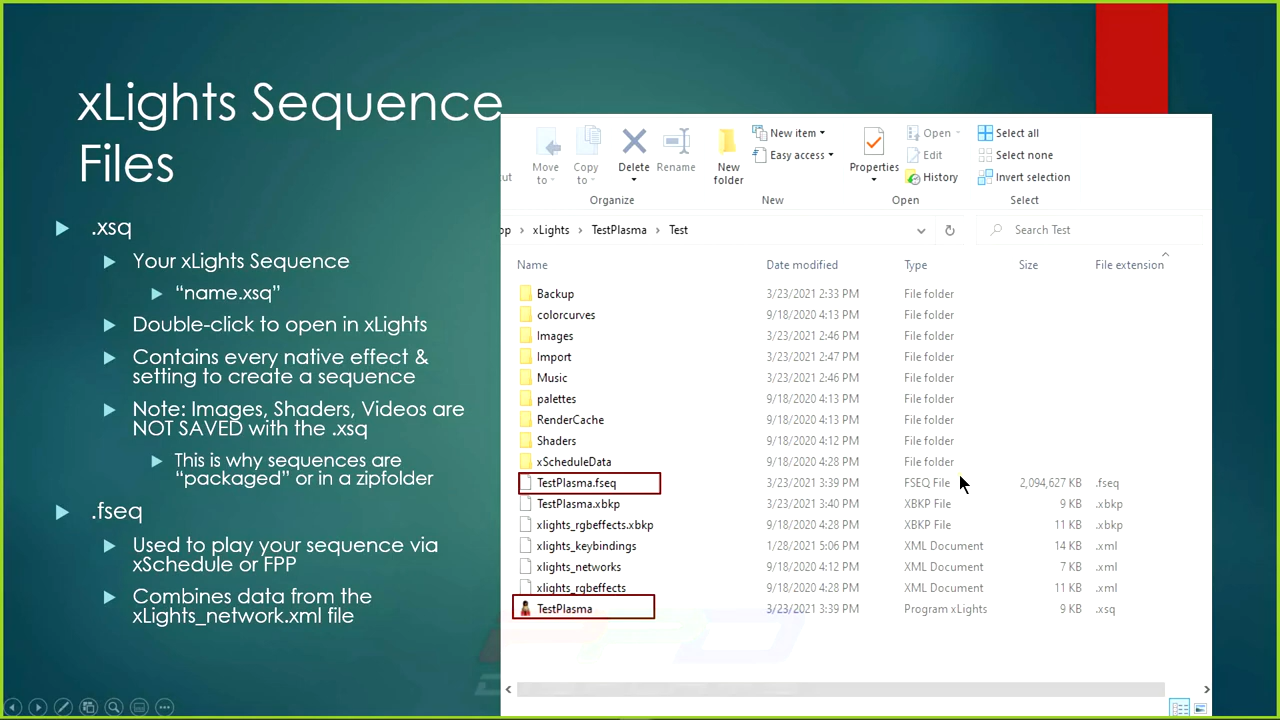 xLights Sequence
Files
.xsq
Your xLights Sequence
“name.xsq”
Double-click to open in xLights
Contains every native effect &
setting to create a sequence
Note: Images, Shaders, Videos are
NOT SAVED with the .xsq
This is why sequences are
“packaged” or in a zipfolder
.fseq
Used to play your sequence via
xSchedule or FPP
Combines data from the
xLights_network.xml file
Move to
Copy to
Delete
Rename
New folder
New item
Easy access
Properties
Open
Edit
History
Select all
Select none
Invert selection
Organize New Open Select
xLights > TestPlasma > Test
Search Test
Name Date modified Type Size File extension
Backup 3/23/2021 2:33 PM File folder
colorcurves 9/18/2020 4:13 PM File folder
Images 3/23/2021 2:46 PM File folder
Import 3/23/2021 2:47 PM File folder
Music 3/23/2021 2:46 PM File folder
palettes 9/18/2020 4:13 PM File folder
RenderCache 9/18/2020 4:13 PM File folder
Shaders 9/18/2020 4:12 PM File folder
xScheduleData 9/18/2020 4:28 PM File folder
TestPlasma.fseq 3/23/2021 3:39 PM FSEQ File 2,094,627 KB .fseq
TestPlasma.xbkp 3/23/2021 3:40 PM XBKP File 9 KB .xbkp
xlights_rgbeffects.xbkp 9/18/2020 4:28 PM XBKP File 11 KB .xbkp
xlights_keybindings 1/28/2021 5:06 PM XML Document 14 KB .xml
xlights_networks 9/18/2020 4:12 PM XML Document 7 KB .xml
xlights_rgbeffects 9/18/2020 4:28 PM XML Document 11 KB .xml
TestPlasma 3/23/2021 3:39 PM Program xLights 9 KB .xsq